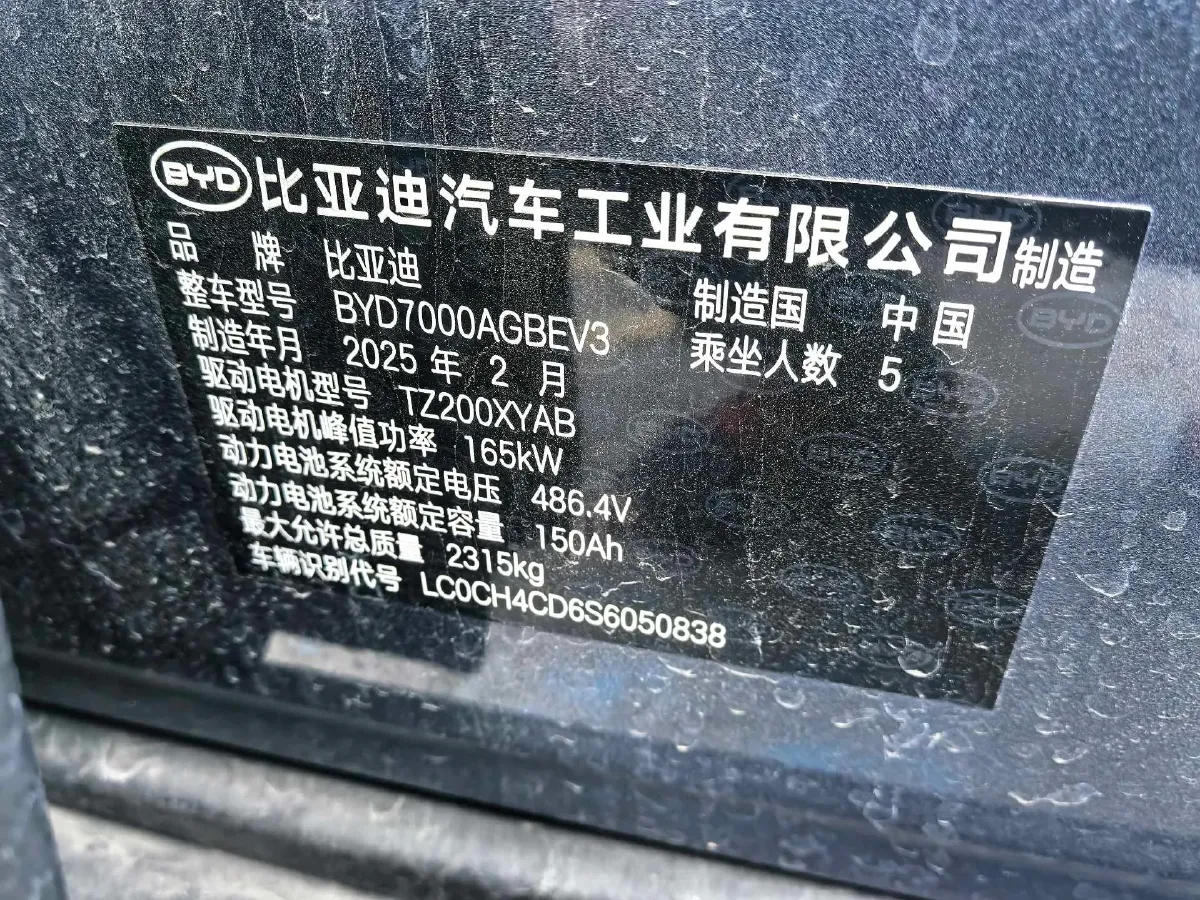 BYD 比亚迪汽车工业有限公司制造
品 牌 比亚迪 制造国 中国
整车型号 BYD7000AGBEV3 乘坐人数 5
制造年月 2025 年 2 月
驱动电机型号 TZ200XYAB
驱动电机峰值功率 165kW
动力电池系统额定电压 486.4V
动力电池系统额定容量 150Ah
最大允许总质量 2315kg
车辆识别代号 LC0CH4CD6S6050838